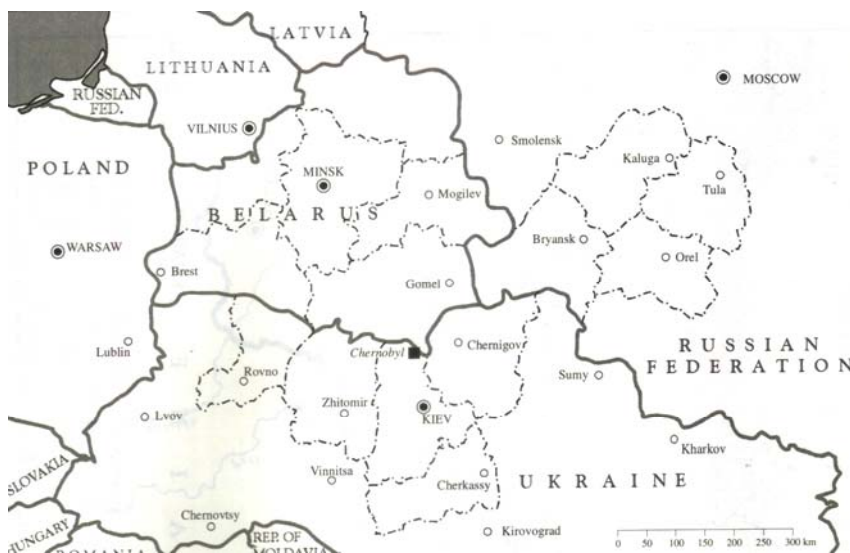 LATVIA
LITHUANIA
RUSSIAN
FED.
MOSCOW
VILNIUS
Smolensk
Kaluga
POLAND
MINSK
Tula
Mogilev
BELARUS
WARSAW
Bryansk
Orel
Brest
Gomel
Chernobyl
Chernigov
RUSSIAN
FEDERATION
Lublin
Rovno
Sumy
Zhitomir
KIEV
Lvov
Kharkov
SLOVAKIA
Vinnitsa
Cherkassy
UKRAINE
Chernovtsy
Kirovograd
HUNGARY
ROMANIA
REP. OF
MOLDAVIA
0 50 100 150 200 250 300 km